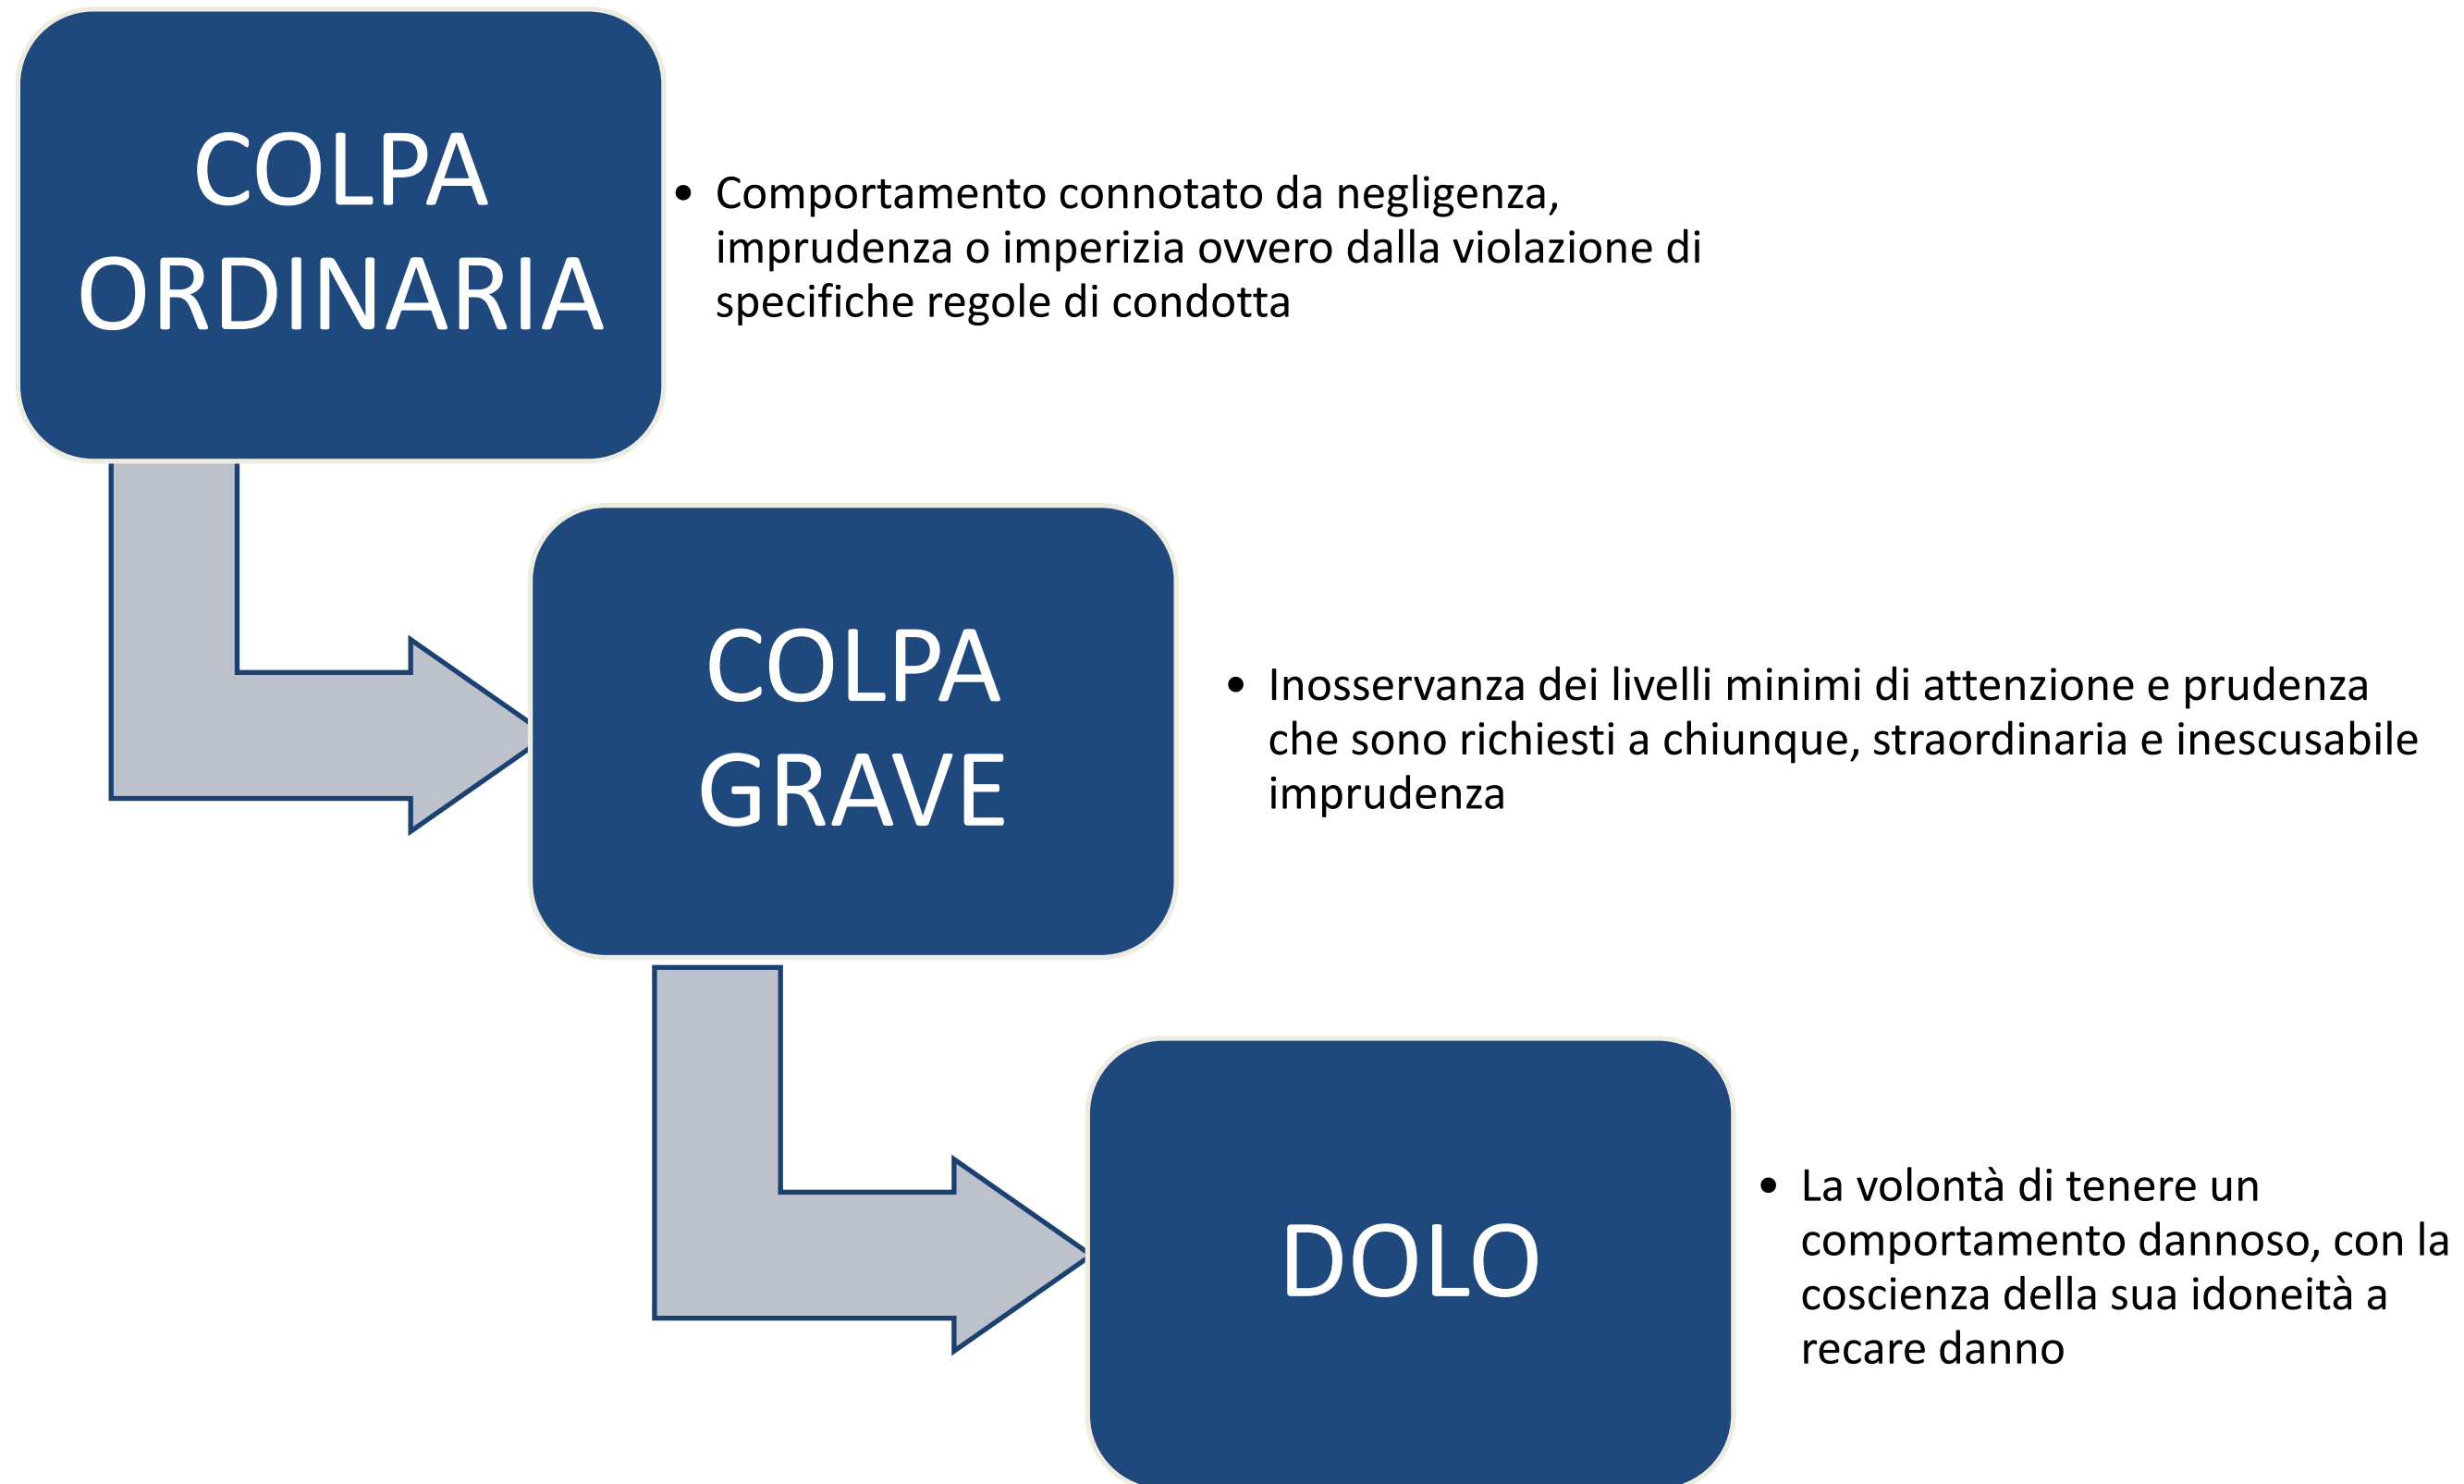 COLPA
ORDINARIA
• Comportamento connotato da negligenza,
imprudenza o imperizia ovvero dalla violazione di
specifiche regole di condotta
COLPA
GRAVE
• Inosservanza dei livelli minimi di attenzione e prudenza
che sono richiesti a chiunque, straordinaria e inescusabile
imprudenza
DOLO
• La volontà di tenere un
comportamento dannoso, con la
coscienza della sua idoneità a
recare danno